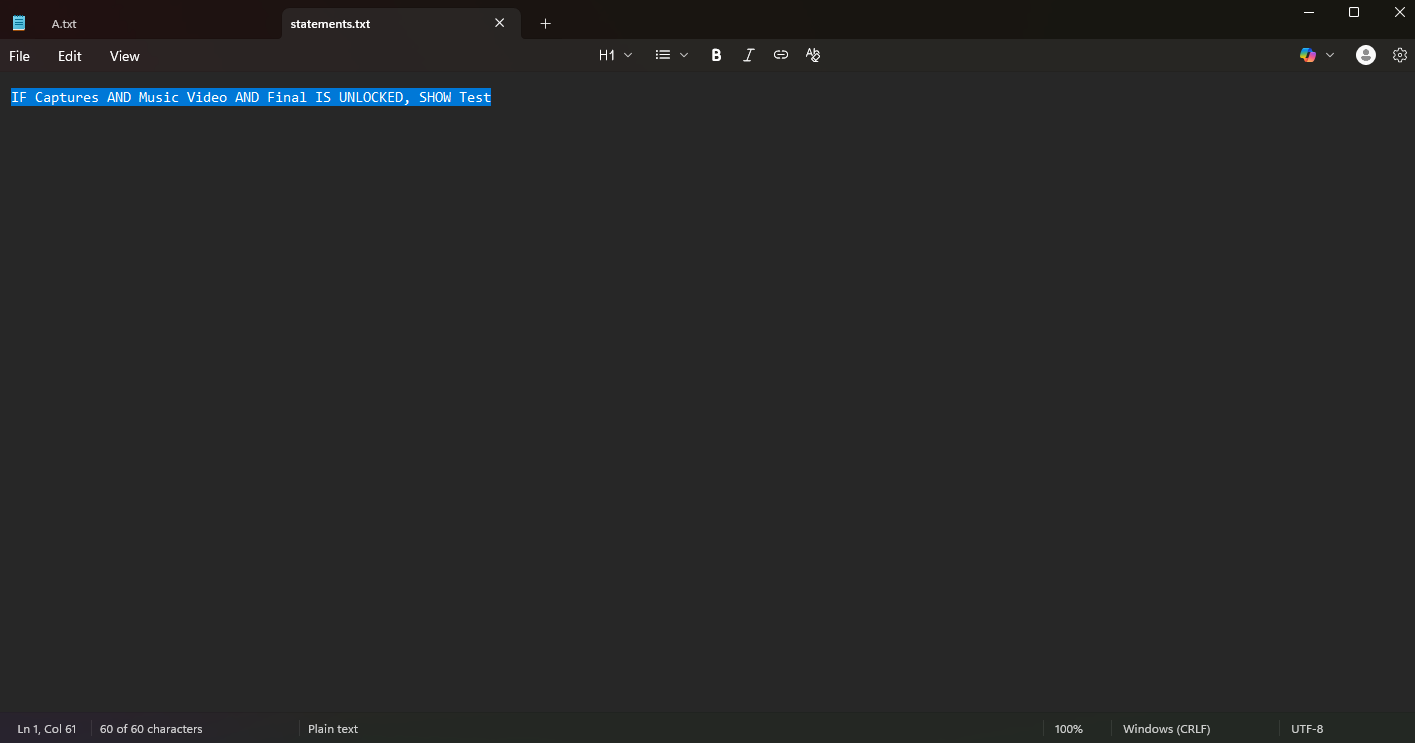 A.txt
statements.txt
File Edit View H1 B I
IF Captures AND Music Video AND Final IS UNLOCKED, SHOW Test
Ln 1, Col 61 60 of 60 characters Plain text 100% Windows (CRLF) UTF-8